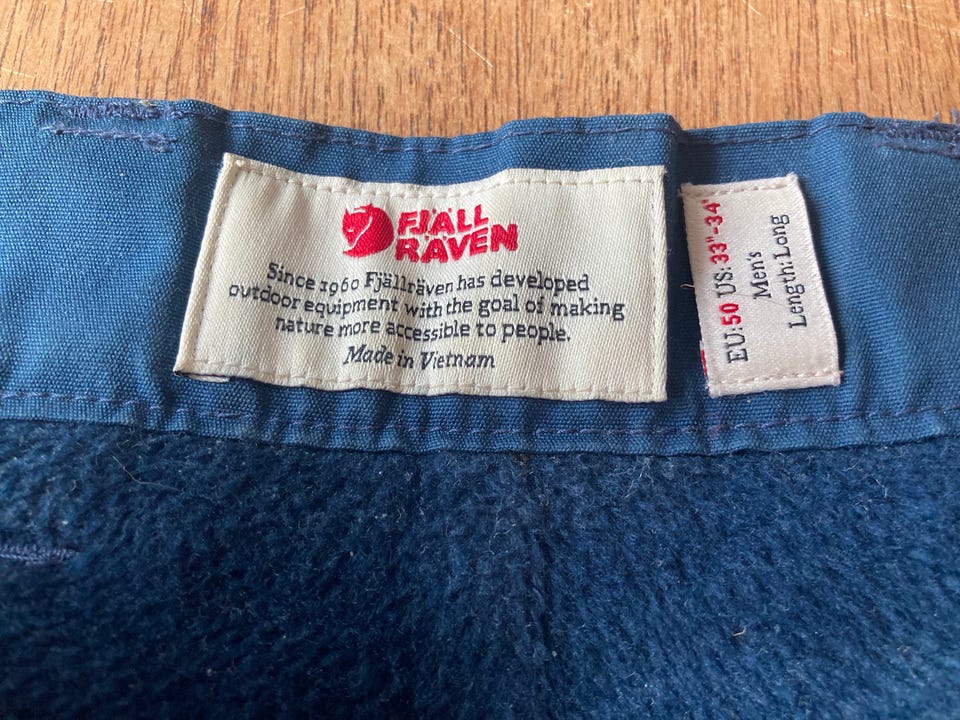 FJÄLL
RÄVEN
Since 1960 Fjällräven has developed
outdoor equipment with the goal of making
nature more accessible to people.
Made in Vietnam
EU:50 US:33"-34"
Men's
Length:Long